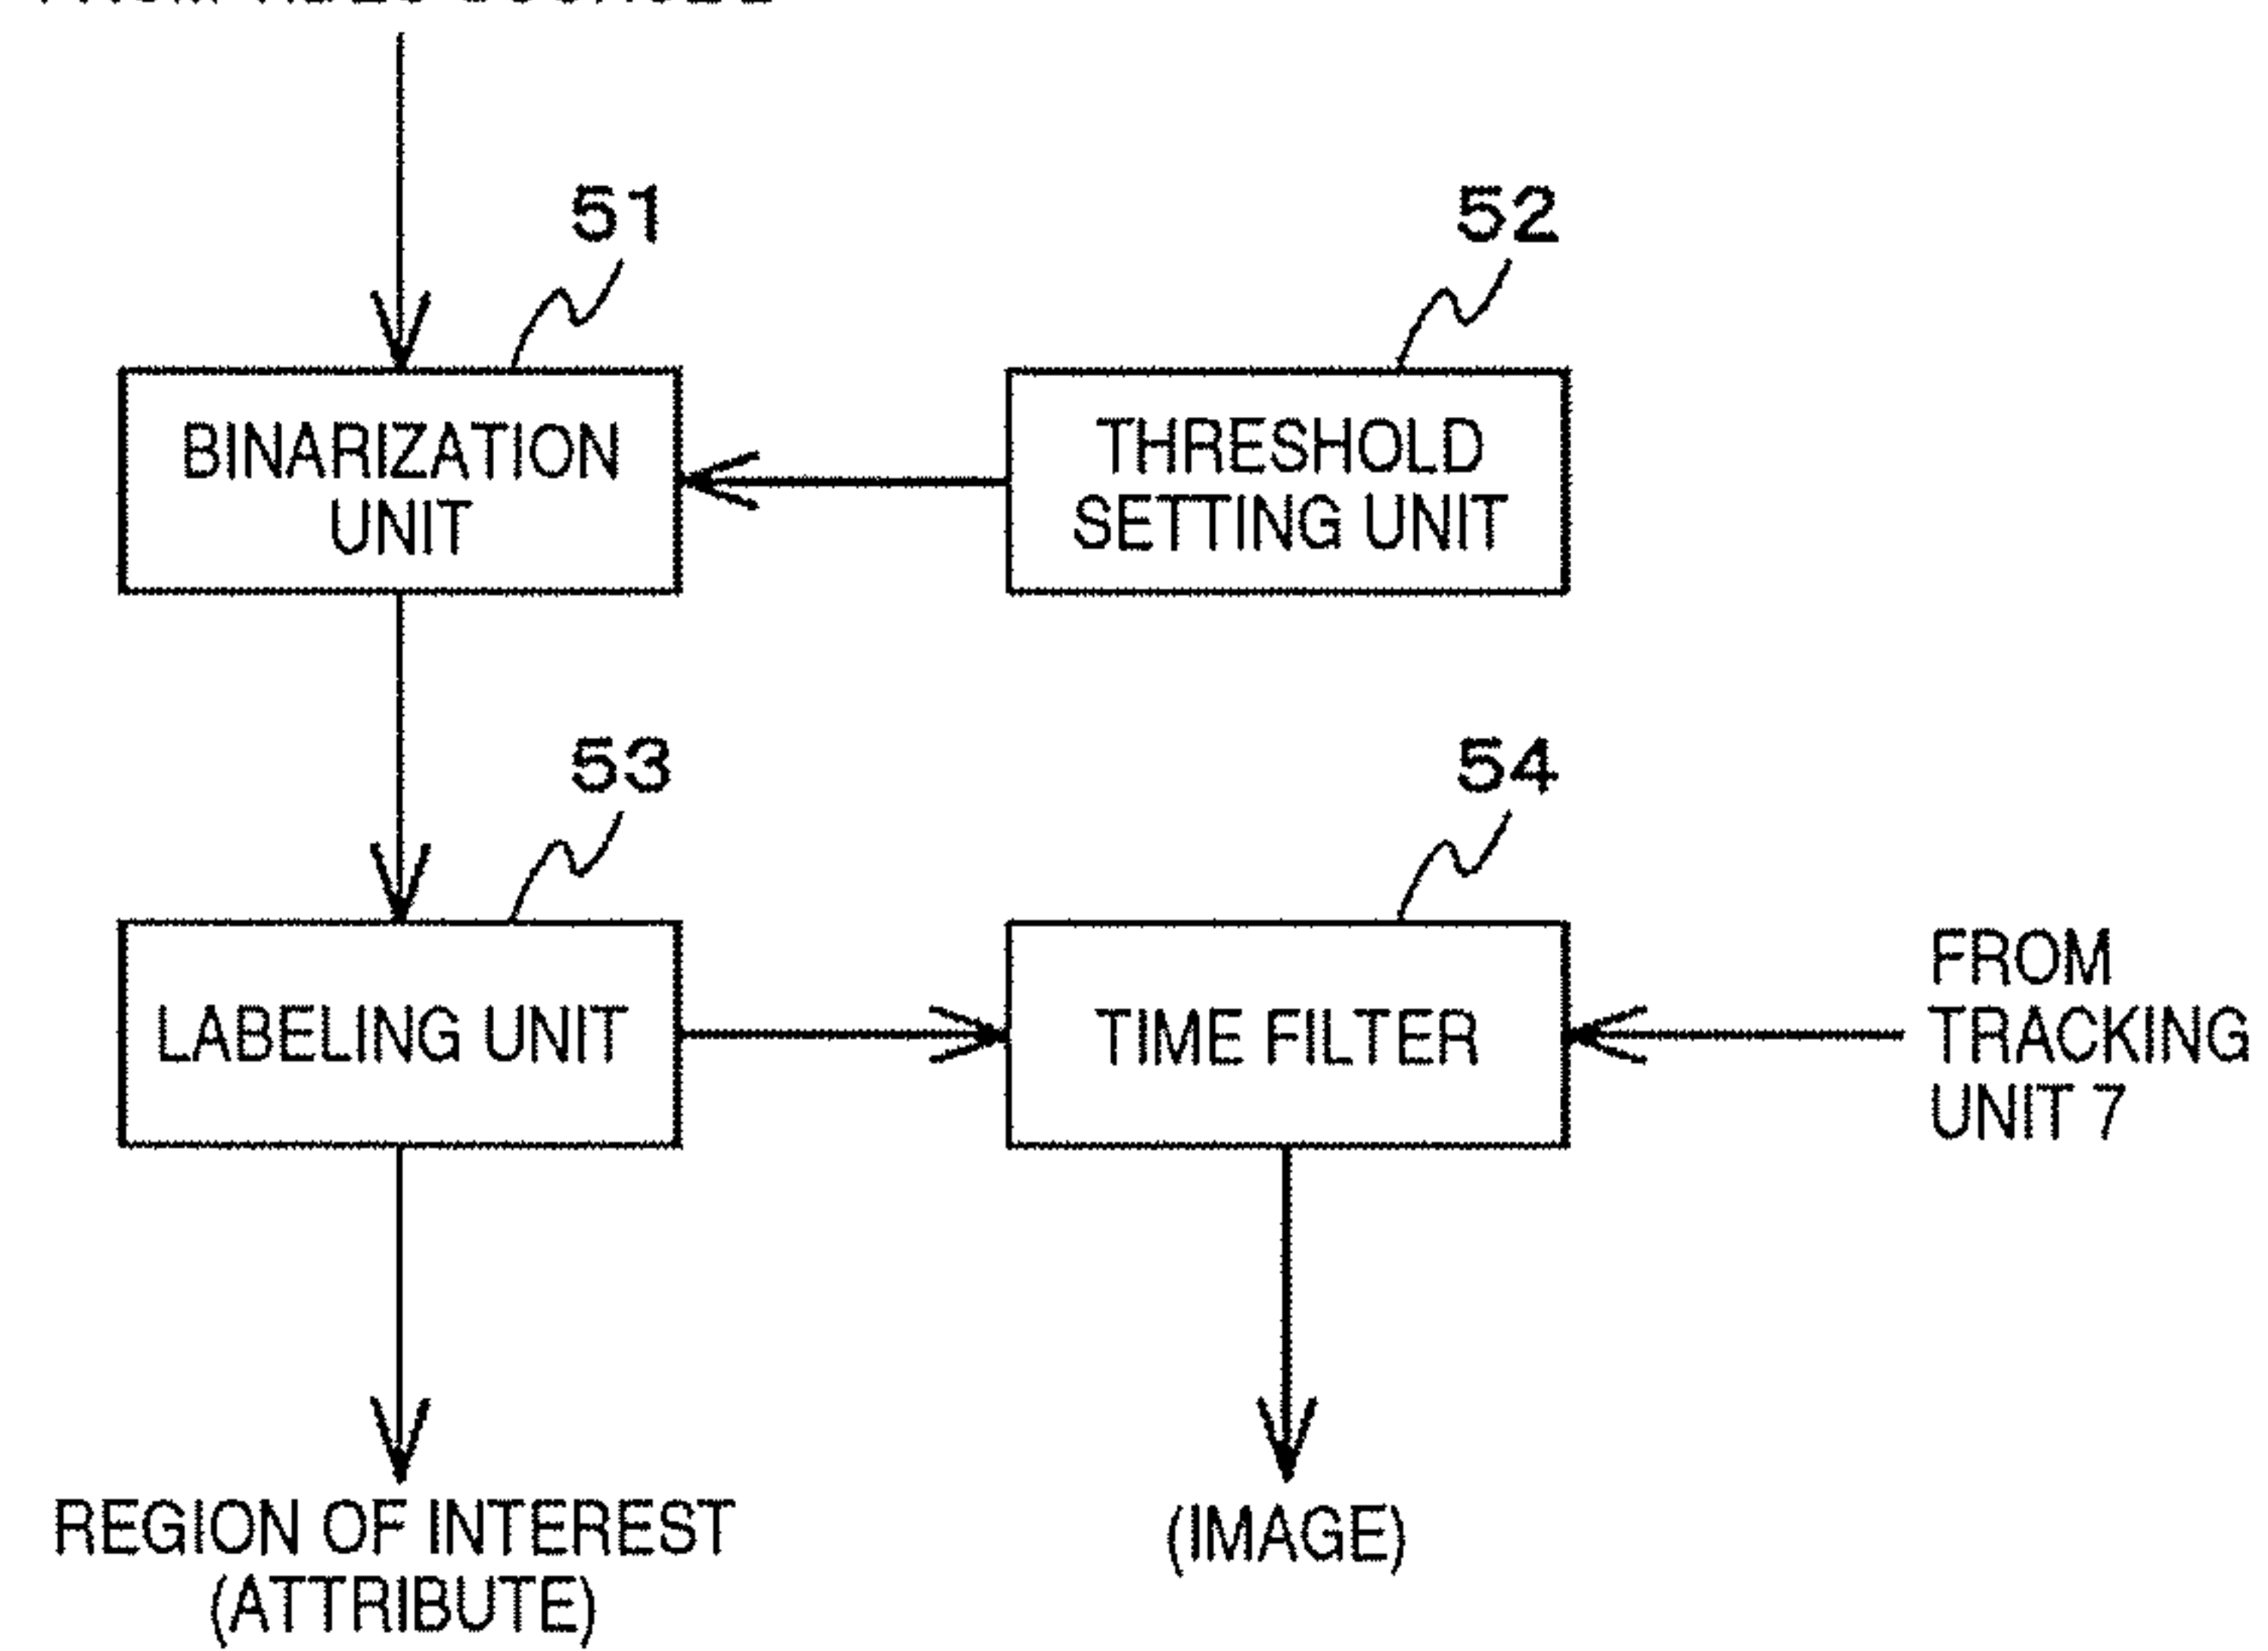 51
52
BINARIZATION
UNIT
THRESHOLD
SETTING UNIT
53
54
LABELING UNIT
TIME FILTER
FROM
TRACKING
UNIT 7
REGION OF INTEREST
(ATTRIBUTE)
(IMAGE)